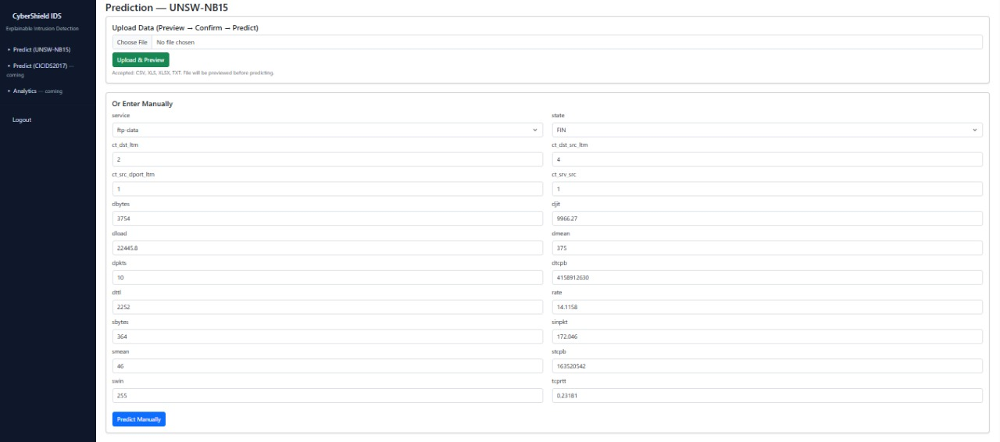 CyberShield IDS
Explainable Intrusion Detection
Predict (UNSW-NB15)
Predict (CICIDS2017) — coming
Analytics — coming
Logout
Prediction — UNSW-NB15
Upload Data (Preview → Confirm → Predict)
Choose File No file chosen
Upload & Preview
Accepted: CSV, XLS, XLSX, TXT. File will be previewed before predicting.
Or Enter Manually
service state
ftp-data FIN
ct_dst_ltm ct_dst_src_ltm
2 4
ct_src_dport_ltm ct_srv_src
1 1
dbytes djit
3754 9966.27
dload dmean
22445.8 375
dpkts dtcpb
10 4158912630
dttl rate
2252 14.1158
sbytes sinpkt
364 172.046
smean stcpb
46 163520542
swin tcprtt
255 0.23181
Predict Manually